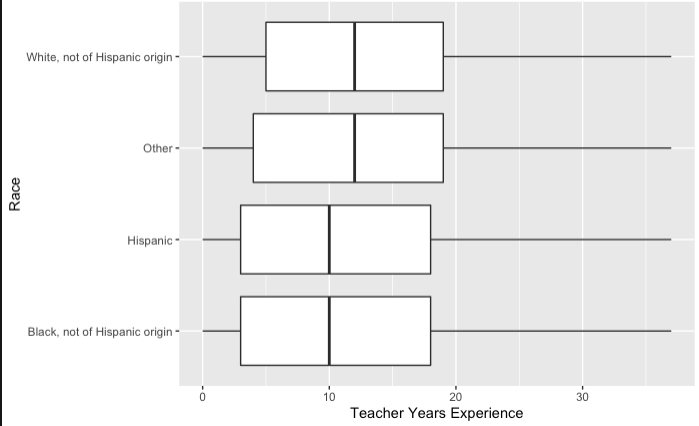 Race
White, not of Hispanic origin
Other
Hispanic
Black, not of Hispanic origin
0 10 20 30
Teacher Years Experience